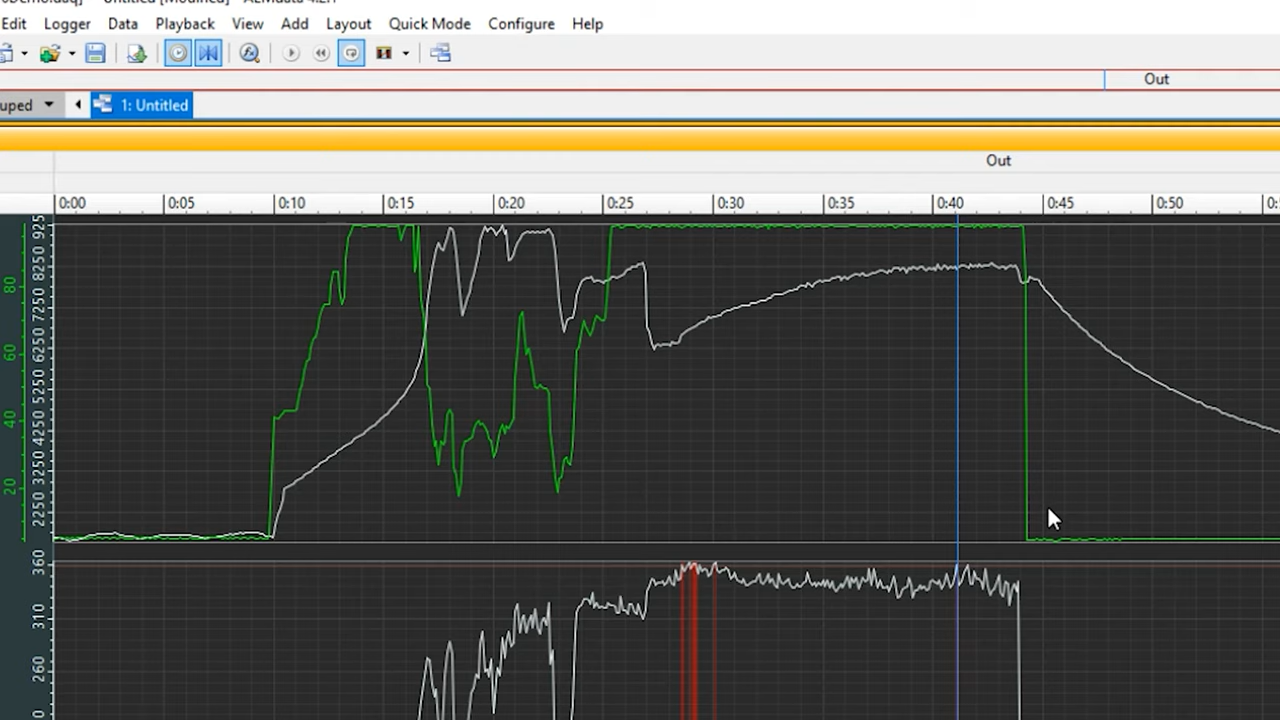 Edit Logger Data Playback View Add Layout Quick Mode Configure Help
Out
uped 1: Untitled
Out
0:00 0:05 0:10 0:15 0:20 0:25 0:30 0:35 0:40 0:45 0:50
80 60 40 20
925 8250 7250 6250 5250 4250 3250 2250
360 310 260